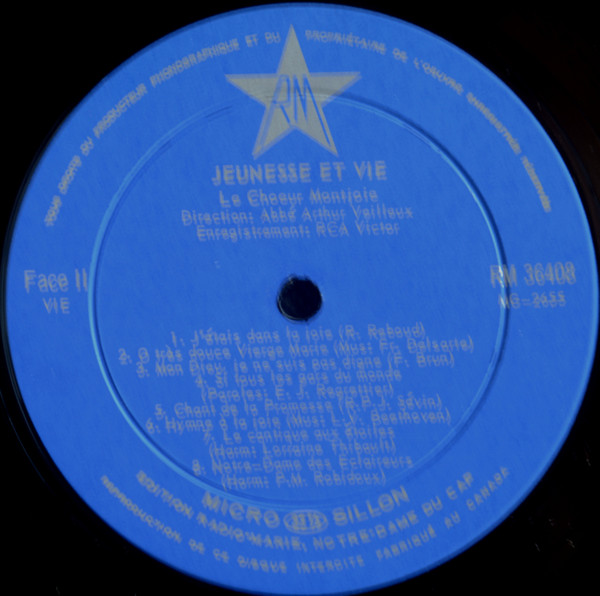 TOUS DROITS DU PRODUCTEUR PHONOGRAPHIQUE ET DU PROPRIÉTAIRE DE L'OEUVRE ENREGISTRÉE RÉSERVÉS
RM
JEUNESSE ET VIE
Le Choeur Montjoie
Direction: Abbé Arthur Veilleux
Enregistrement: RCA Victor
Face II
VIE
RM 36408
1. J'étais dans la joie (R. Reboud)
2. O très douce Vierge Marie (Mus: Fr. Delsarte)
3. Mon Dieu, je ne suis pas digne (F. Brun)
4. Si tous les gars du monde
5. Chant de la Promesse (R.P. J. Sévin)
6. Hymne à la joie (Mus: L.V. Beethoven)
7. Le cantique aux étoiles
(Harm: Lorraine Thibault)
8. Notre-Dame des Éclaireurs
(Harm: P.M. Robidoux)
MICRO SILLON
EDITION RADIO-MARIE, NOTRE-DAME DU CAP
REPRODUCTION DE CE DISQUE INTERDITE FABRIQUÉ AU CANADA